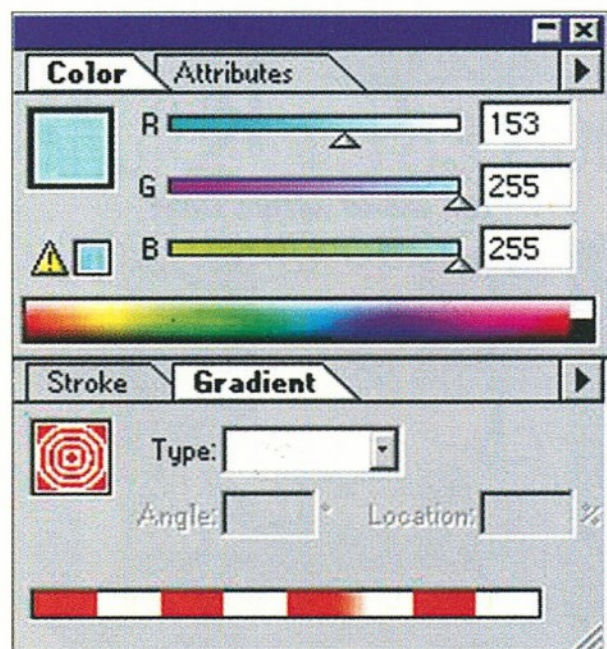 Color Attributes
R 153
G 255
B 255
Stroke Gradient
Type:
Angle: ° Location: %